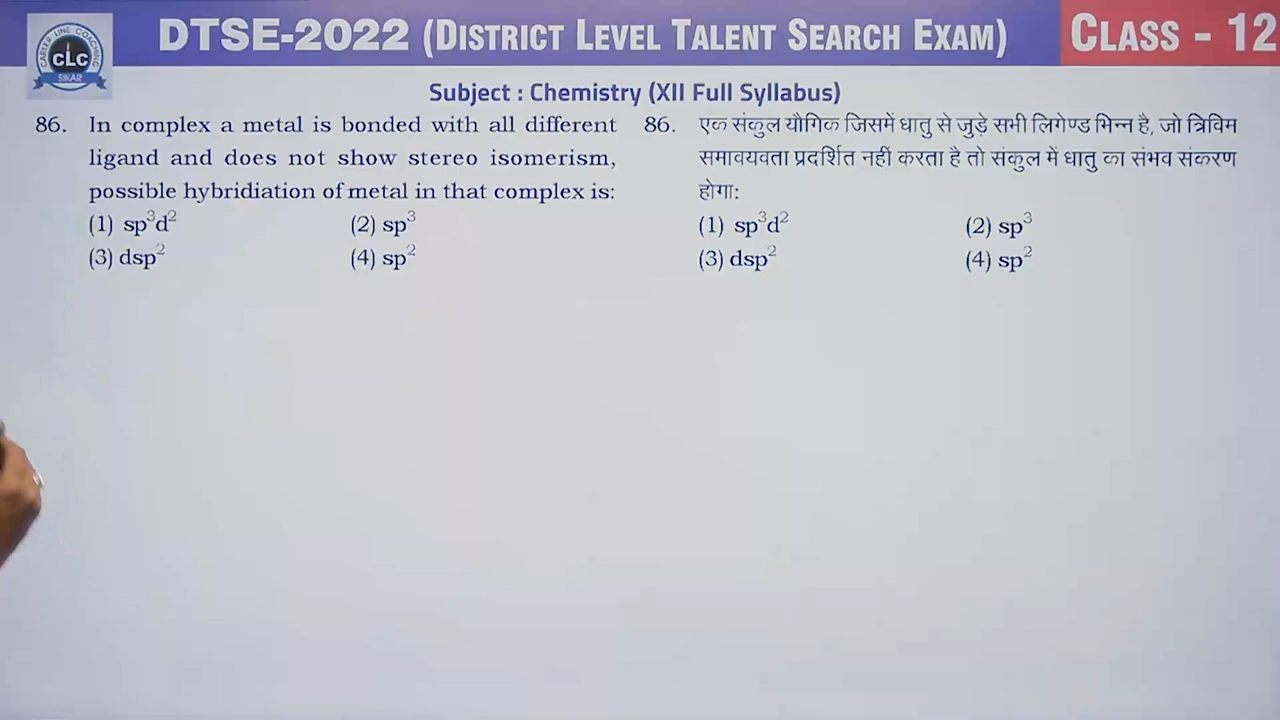 CAREER LINE COACHING
CLC
SIKAR
DTSE-2022 (DISTRICT LEVEL TALENT SEARCH EXAM)
CLASS - 12
Subject : Chemistry (XII Full Syllabus)
86. In complex a metal is bonded with all different
ligand and does not show stereo isomerism,
possible hybridiation of metal in that complex is:
(1) sp³d² (2) sp³
(3) dsp² (4) sp²
86. एक संकुल यौगिक जिसमें धातु से जुड़े सभी लिगेण्ड भिन्न है, जो त्रिविम
समावयवता प्रदर्शित नहीं करता है तो संकुल में धातु का संभव संकरण
होगा:
(1) sp³d² (2) sp³
(3) dsp² (4) sp²